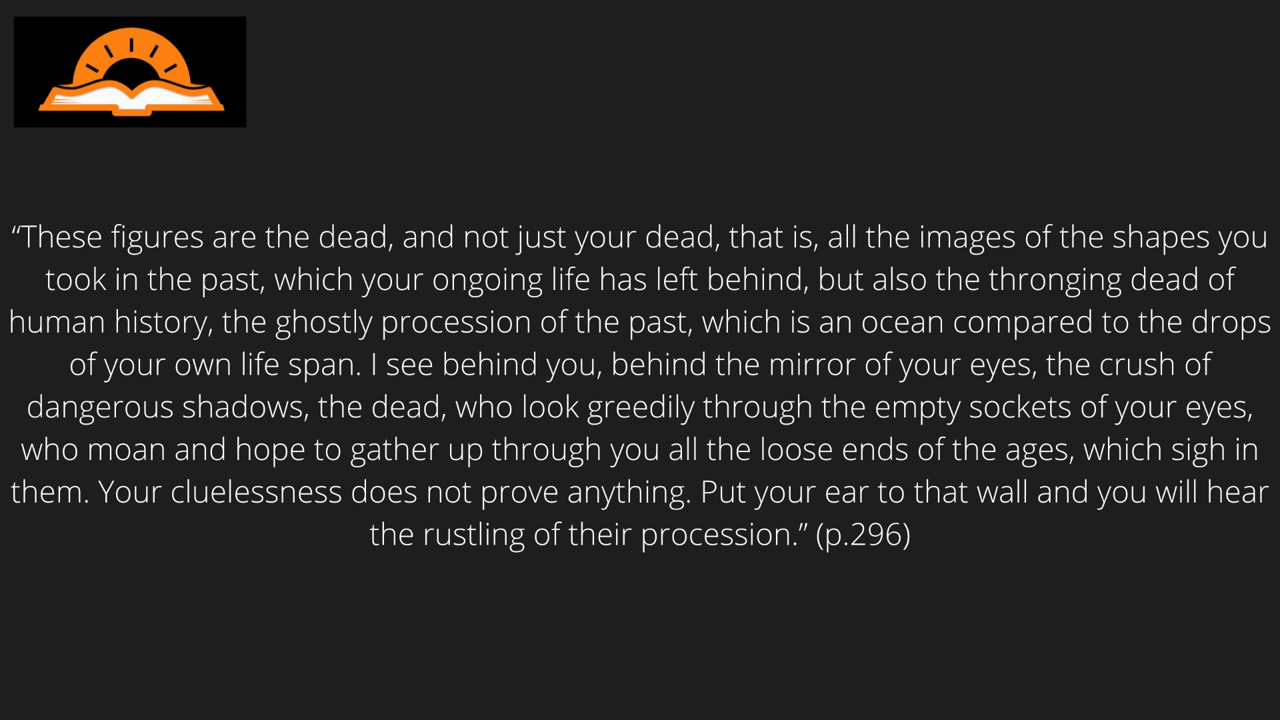 “These figures are the dead, and not just your dead, that is, all the images of the shapes you
took in the past, which your ongoing life has left behind, but also the thronging dead of
human history, the ghostly procession of the past, which is an ocean compared to the drops
of your own life span. I see behind you, behind the mirror of your eyes, the crush of
dangerous shadows, the dead, who look greedily through the empty sockets of your eyes,
who moan and hope to gather up through you all the loose ends of the ages, which sigh in
them. Your cluelessness does not prove anything. Put your ear to that wall and you will hear
the rustling of their procession.” (p.296)